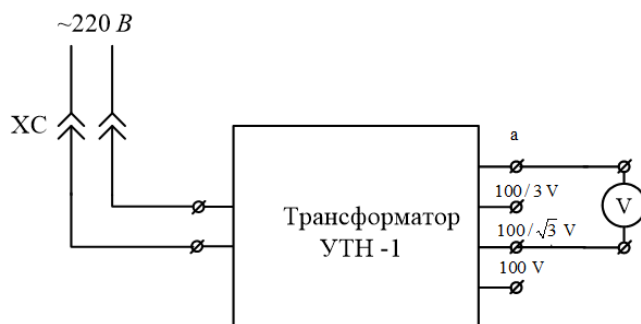 ~220 В
ХС
а
100 / 3 V
Трансформатор
УТН -1
100 / √3 V
100 V
V